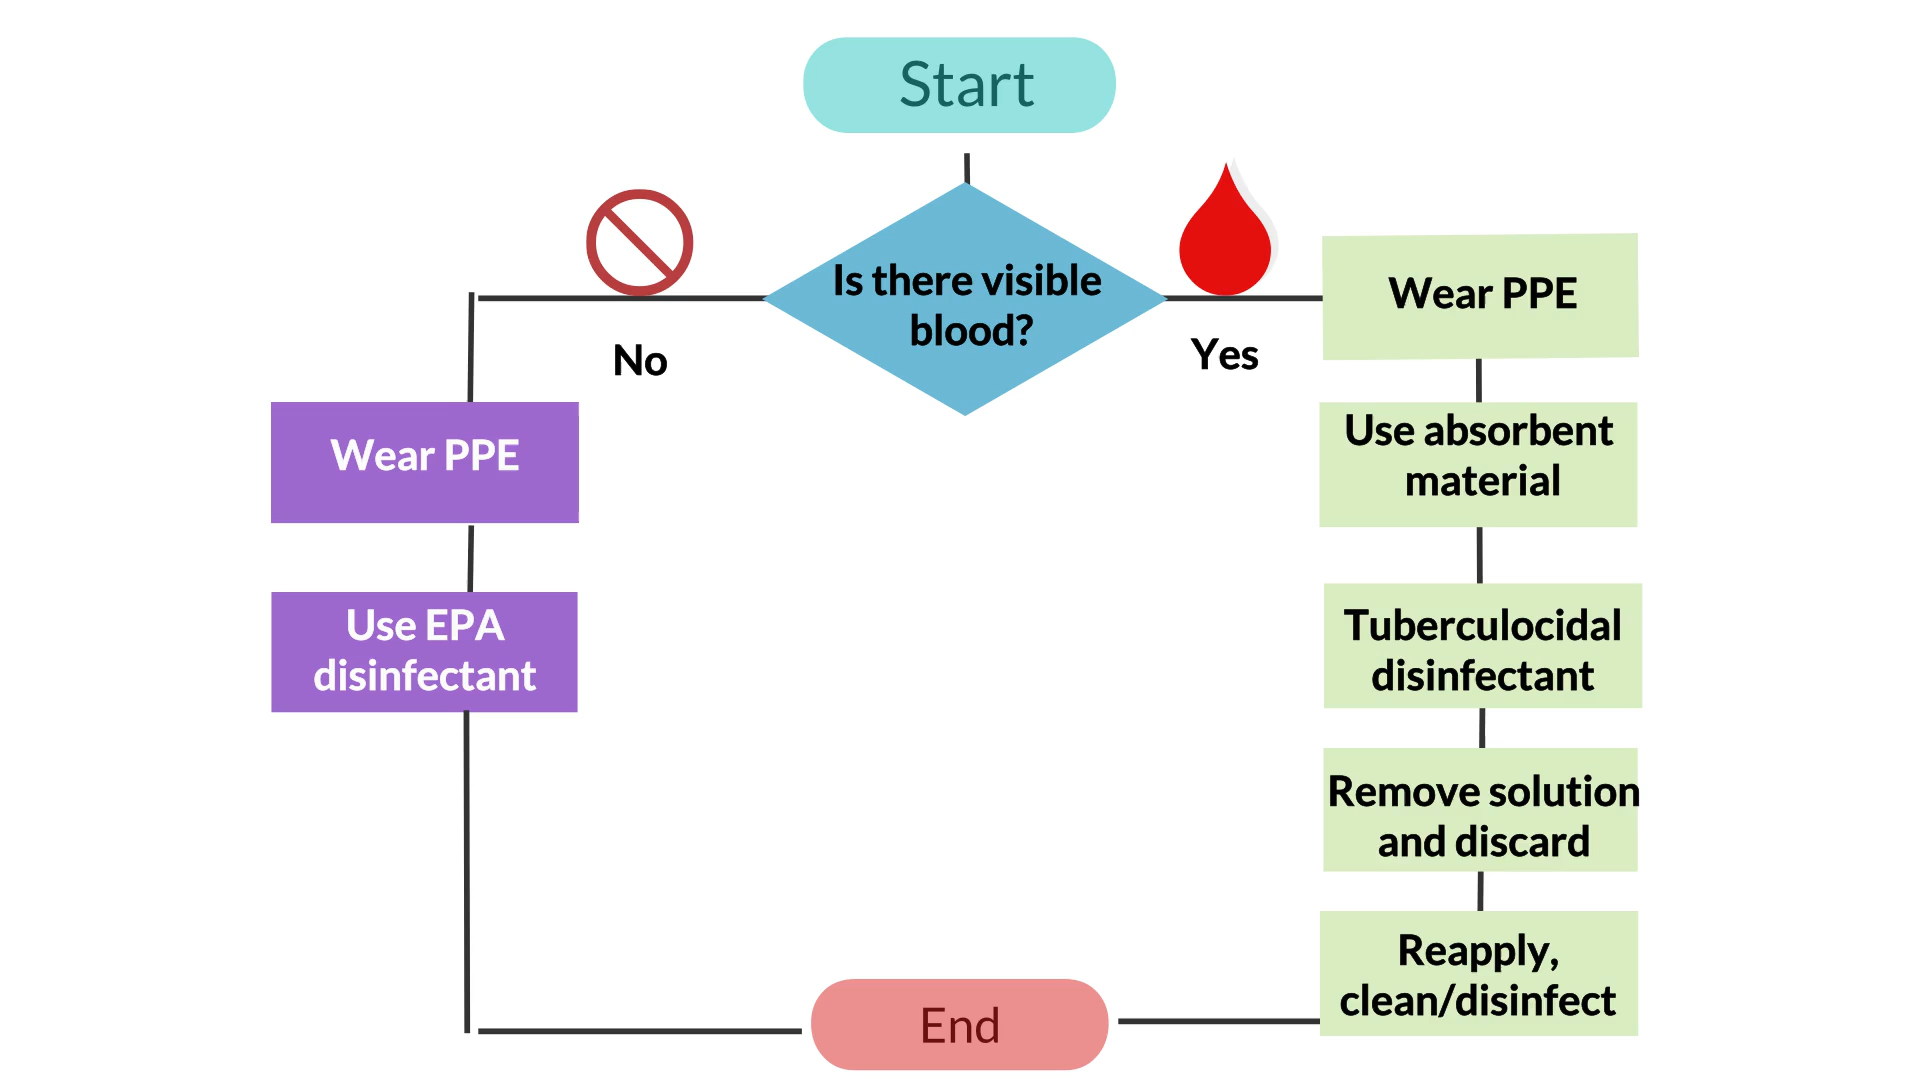 Start
Is there visible
blood?
No
Yes
Wear PPE
Use EPA
disinfectant
Wear PPE
Use absorbent
material
Tuberculocidal
disinfectant
Remove solution
and discard
Reapply,
clean/disinfect
End